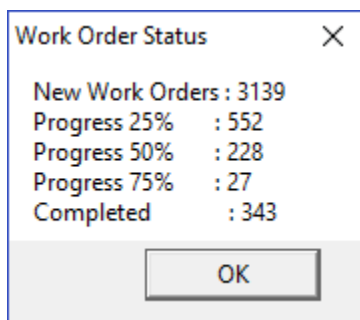 Work Order Status
New Work Orders : 3139
Progress 25% : 552
Progress 50% : 228
Progress 75% : 27
Completed : 343
OK